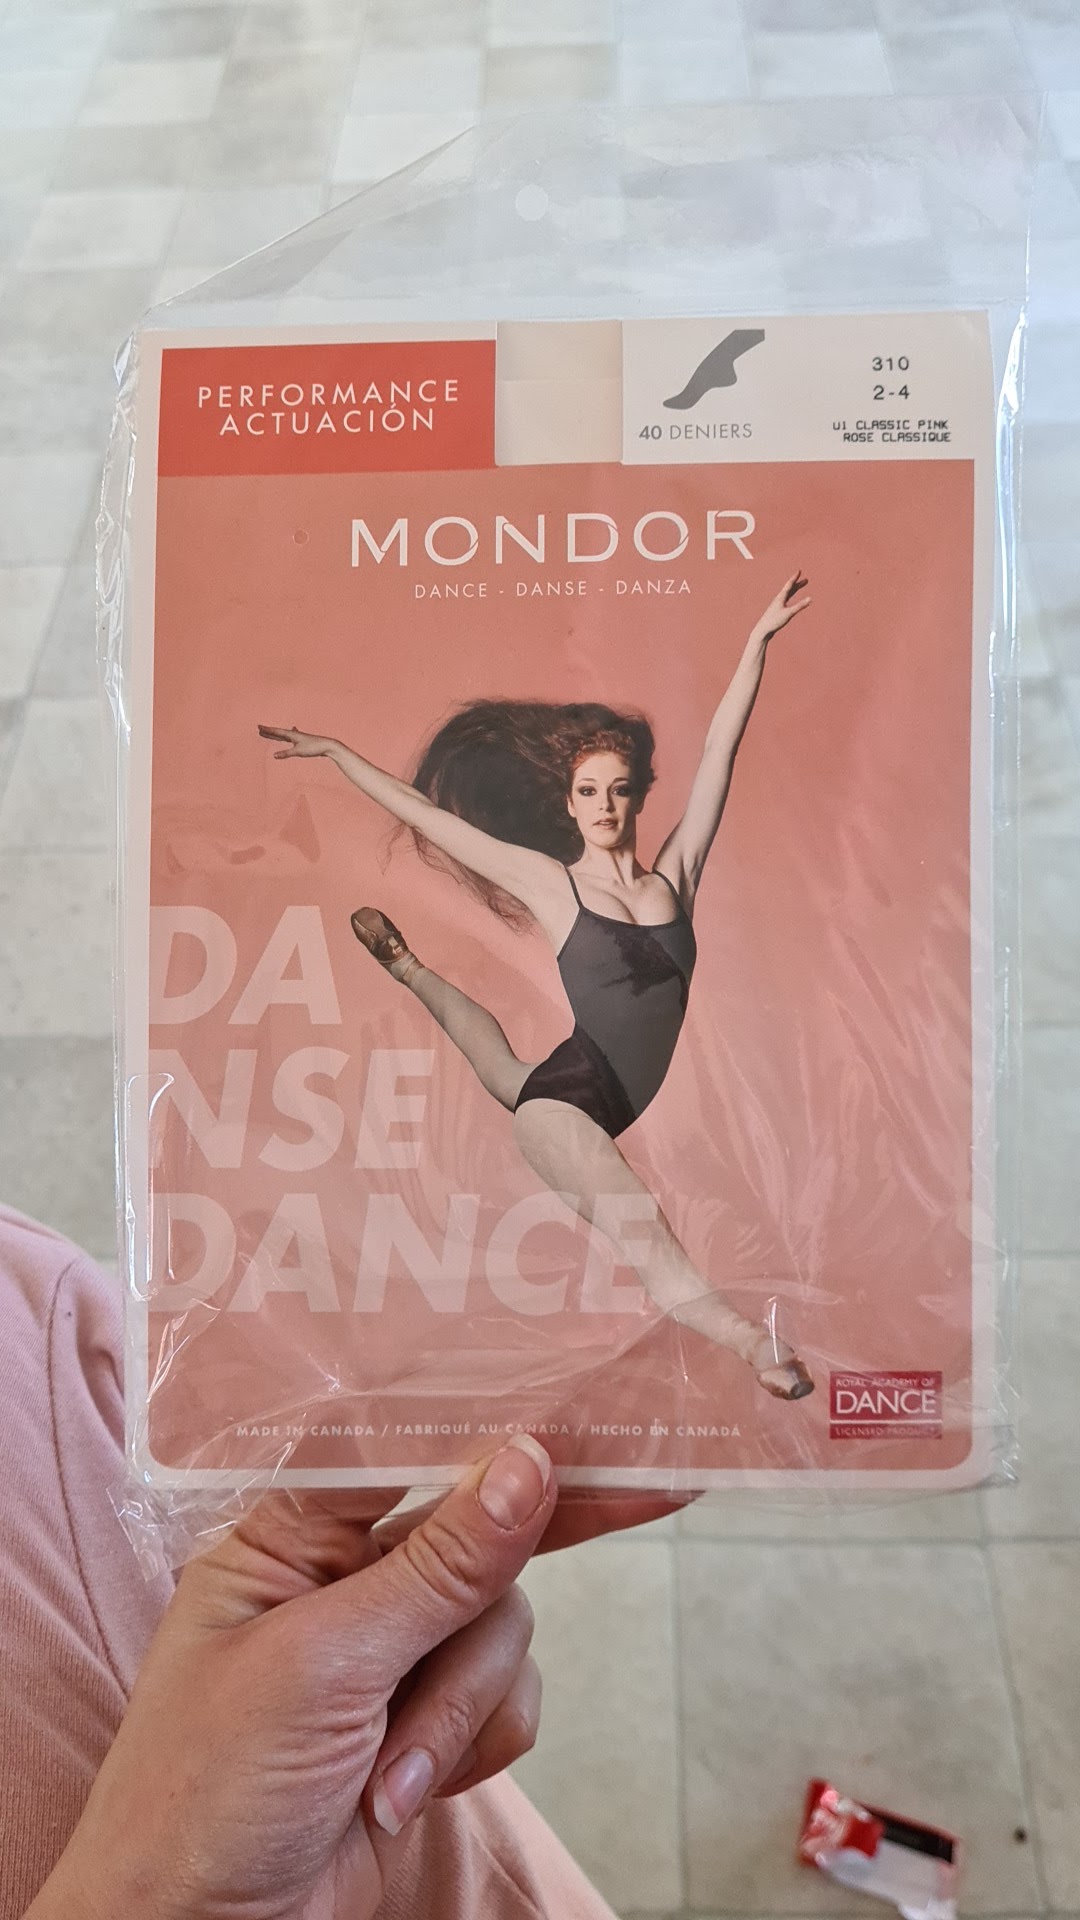 PERFORMANCE
ACTUACIÓN
40 DENIERS
310
2-4
U1 CLASSIC PINK
ROSE CLASSIQUE
MONDOR
DANCE - DANSE - DANZA
DA
NSE
DANCE
ROYAL ACADEMY OF
DANCE
LICENSED PRODUCT
MADE IN CANADA / FABRIQUÉ AU CANADA / HECHO EN CANADÁ